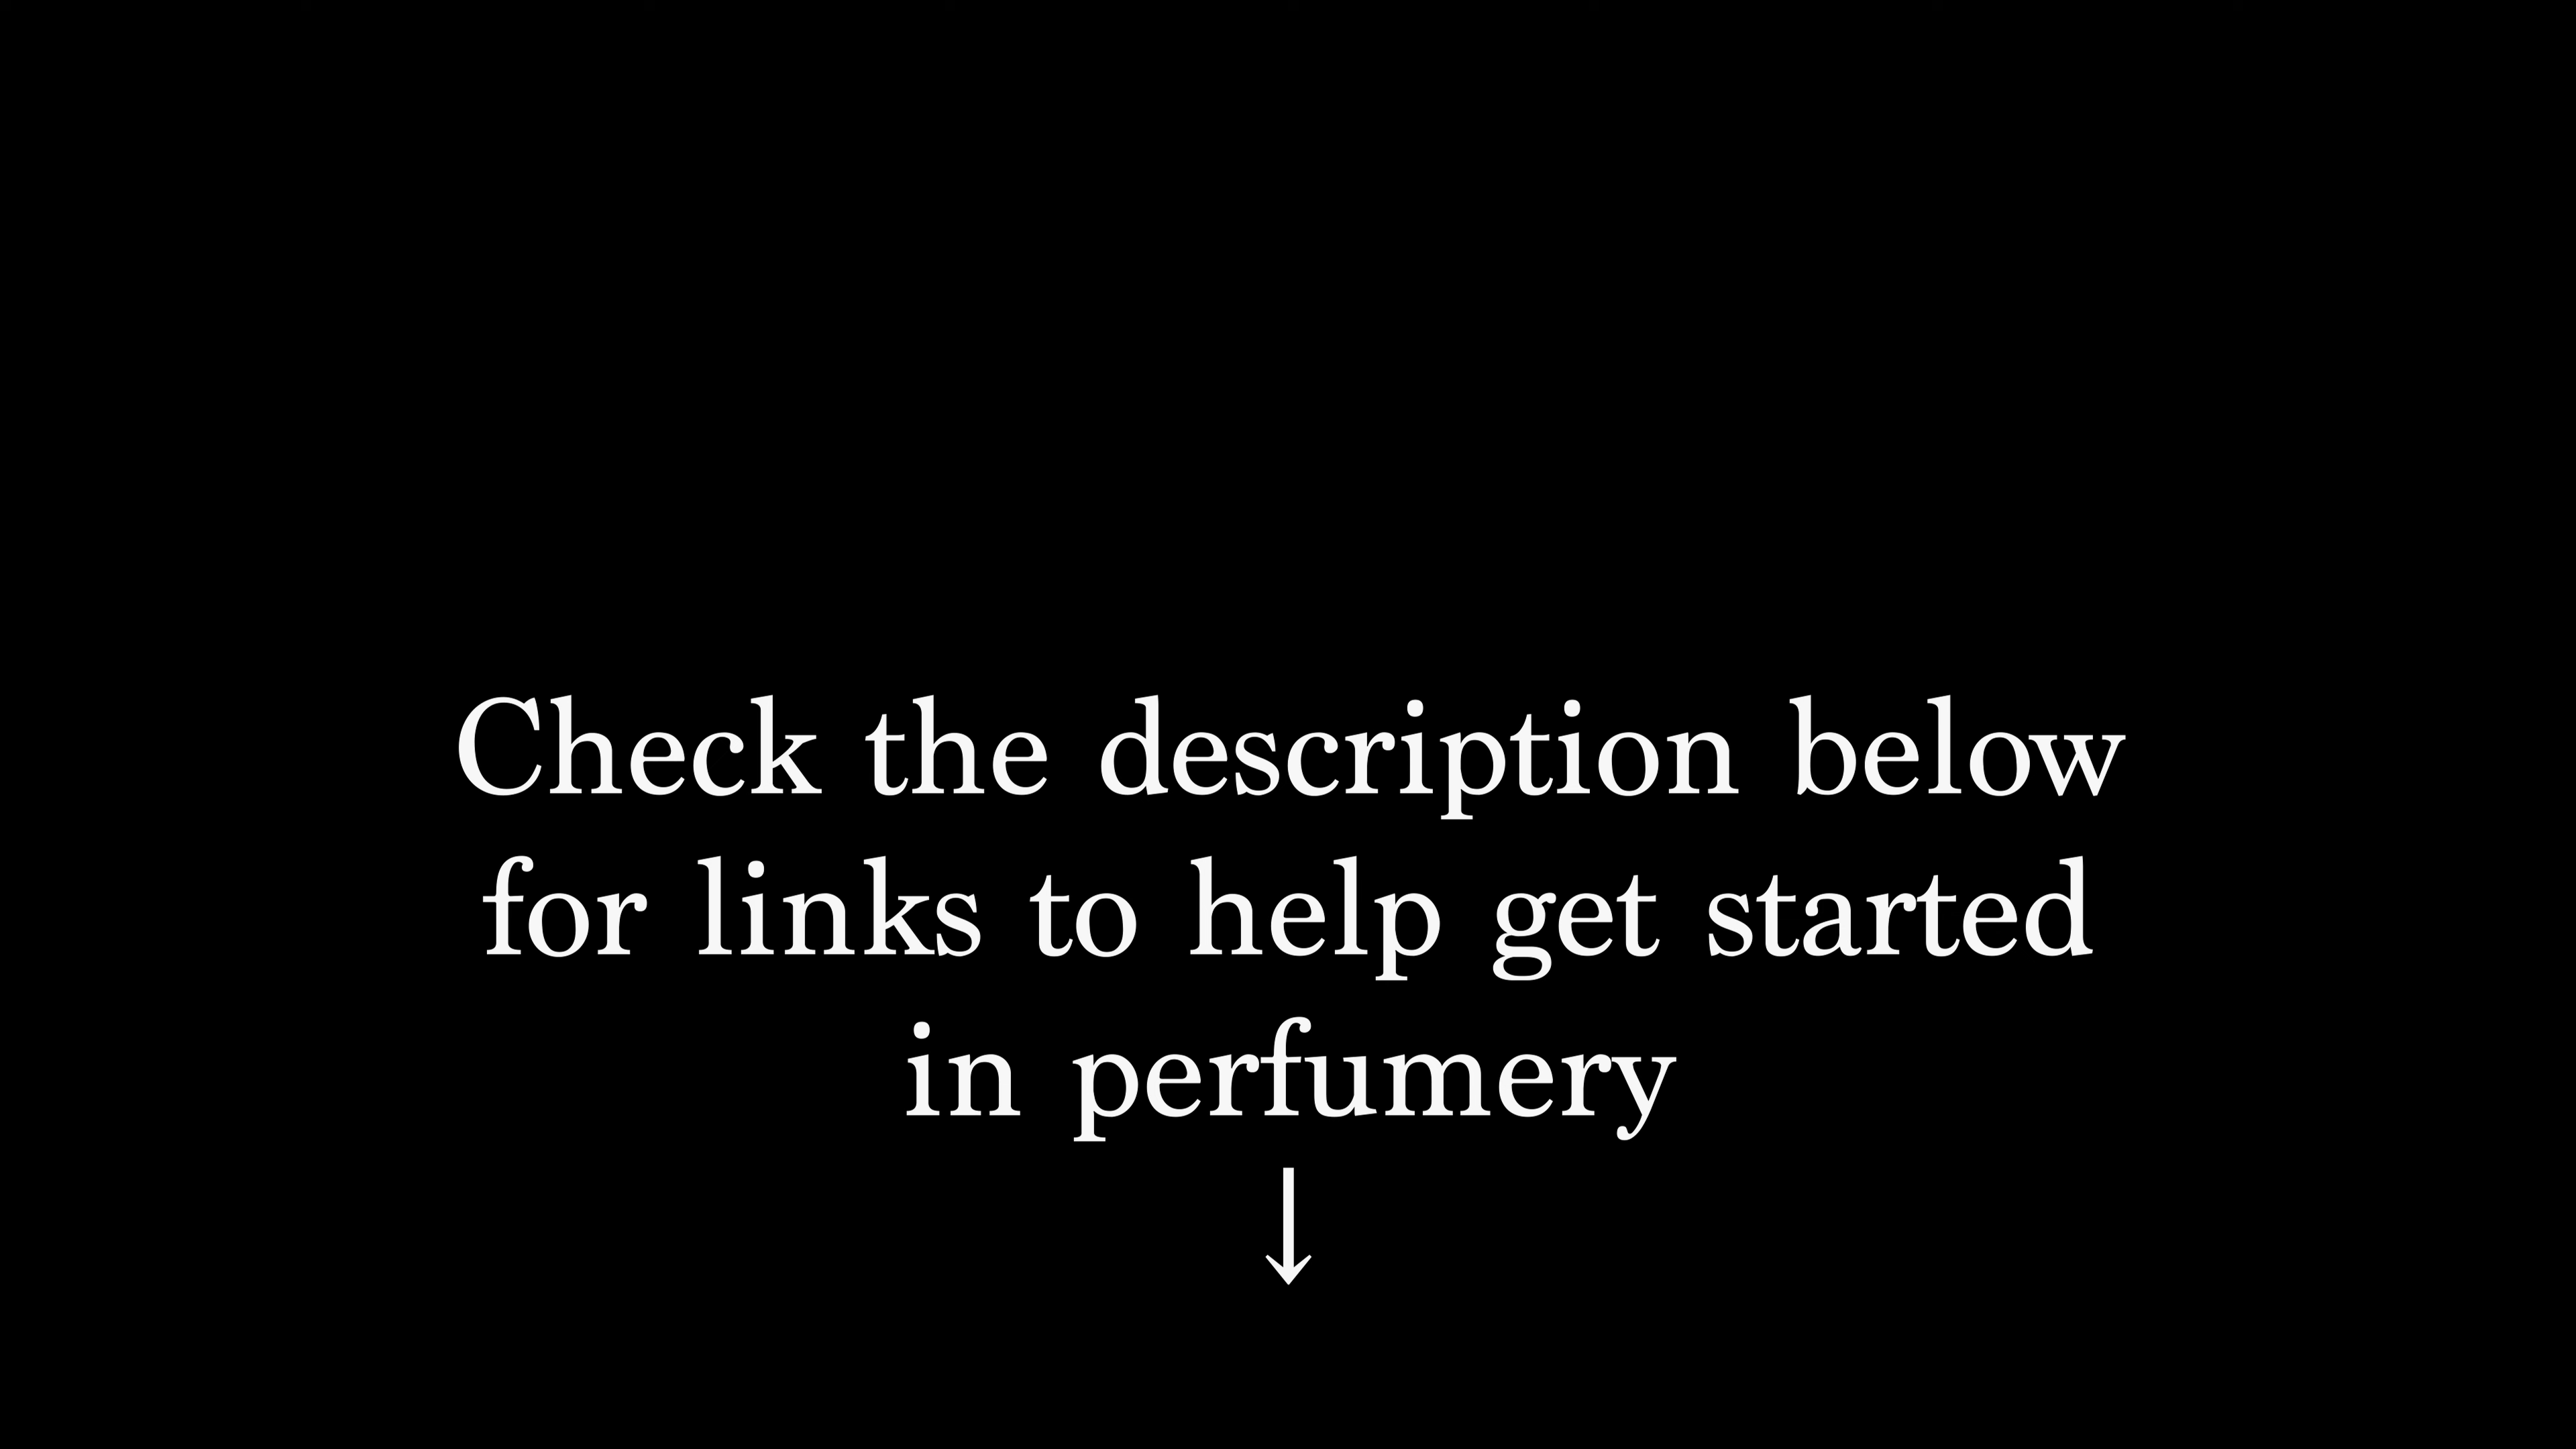 Check the description below
for links to help get started
in perfumery
↓